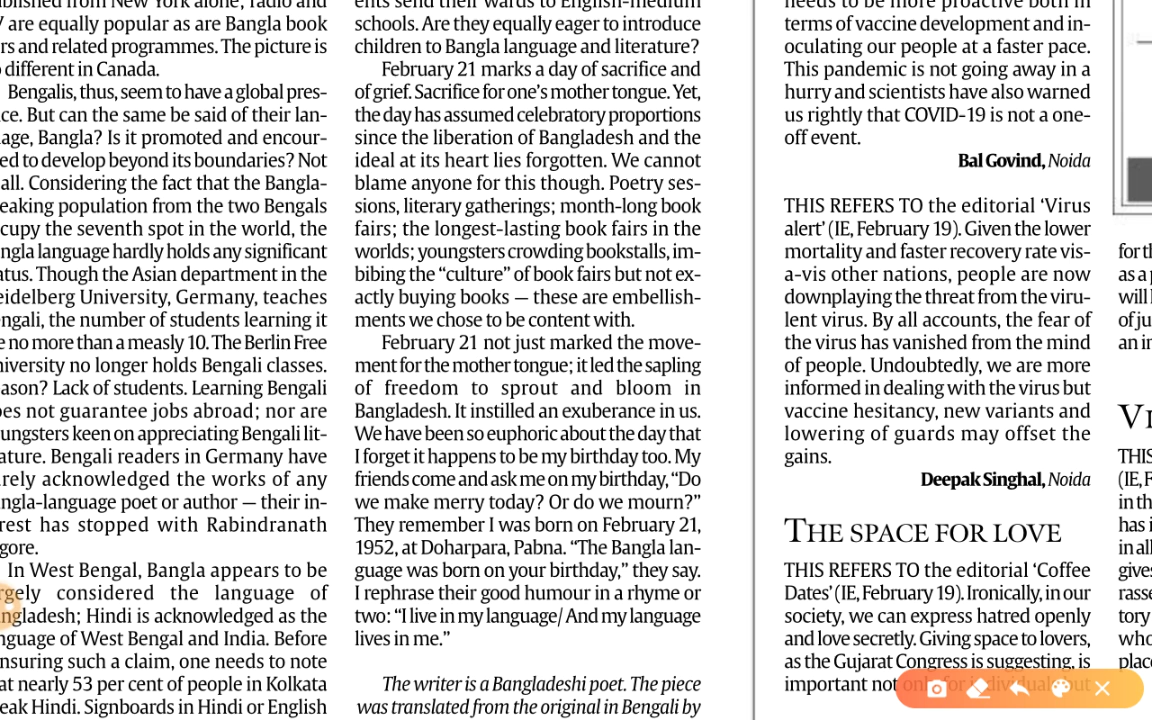 blished from New York alone, radio and
are equally popular as are Bangla book
rs and related programmes. The picture is
different in Canada.
Bengalis, thus, seem to have a global pres-
ce. But can the same be said of their lan-
age, Bangla? Is it promoted and encour-
ed to develop beyond its boundaries? Not
all. Considering the fact that the Bangla-
eaking population from the two Bengals
cupy the seventh spot in the world, the
ngla language hardly holds any significant
atus. Though the Asian department in the
eidelberg University, Germany, teaches
engali, the number of students learning it
e no more than a measly 10. The Berlin Free
niversity no longer holds Bengali classes.
ason? Lack of students. Learning Bengali
oes not guarantee jobs abroad; nor are
ungsters keen on appreciating Bengali lit-
ature. Bengali readers in Germany have
rely acknowledged the works of any
ngla-language poet or author — their in-
rest has stopped with Rabindranath
gore.
In West Bengal, Bangla appears to be
rgely considered the language of
ngladesh; Hindi is acknowledged as the
nguage of West Bengal and India. Before
nsuring such a claim, one needs to note
at nearly 53 per cent of people in Kolkata
eak Hindi. Signboards in Hindi or English
ents send their wards to English-medium
schools. Are they equally eager to introduce
children to Bangla language and literature?
February 21 marks a day of sacrifice and
of grief. Sacrifice for one's mother tongue. Yet,
the day has assumed celebratory proportions
since the liberation of Bangladesh and the
ideal at its heart lies forgotten. We cannot
blame anyone for this though. Poetry ses-
sions, literary gatherings; month-long book
fairs; the longest-lasting book fairs in the
worlds; youngsters crowding bookstalls, im-
bibing the “culture” of book fairs but not ex-
actly buying books — these are embellish-
ments we chose to be content with.
February 21 not just marked the move-
ment for the mother tongue; it led the sapling
of freedom to sprout and bloom in
Bangladesh. It instilled an exuberance in us.
We have been so euphoric about the day that
I forget it happens to be my birthday too. My
friends come and ask me on my birthday, “Do
we make merry today? Or do we mourn?”
They remember I was born on February 21,
1952, at Doharpara, Pabna. “The Bangla lan-
guage was born on your birthday,” they say.
I rephrase their good humour in a rhyme or
two: “I live in my language/ And my language
lives in me.”
The writer is a Bangladeshi poet. The piece
was translated from the original in Bengali by
needs to be more proactive both in
terms of vaccine development and in-
oculating our people at a faster pace.
This pandemic is not going away in a
hurry and scientists have also warned
us rightly that COVID-19 is not a one-
off event.
Bal Govind, Noida
THIS REFERS TO the editorial ‘Virus
alert’ (IE, February 19). Given the lower
mortality and faster recovery rate vis-
a-vis other nations, people are now
downplaying the threat from the viru-
lent virus. By all accounts, the fear of
the virus has vanished from the mind
of people. Undoubtedly, we are more
informed in dealing with the virus but
vaccine hesitancy, new variants and
lowering of guards may offset the
gains.
Deepak Singhal, Noida
THE SPACE FOR LOVE
THIS REFERS TO the editorial ‘Coffee
Dates’ (IE, February 19). Ironically, in our
society, we can express hatred openly
and love secretly. Giving space to lovers,
as the Gujarat Congress is suggesting, is
important not only for individuals but
for th
as a p
will l
of ju
an in
VI
THIS
(IE, F
in th
has i
in all
gives
rasse
tory
who
place